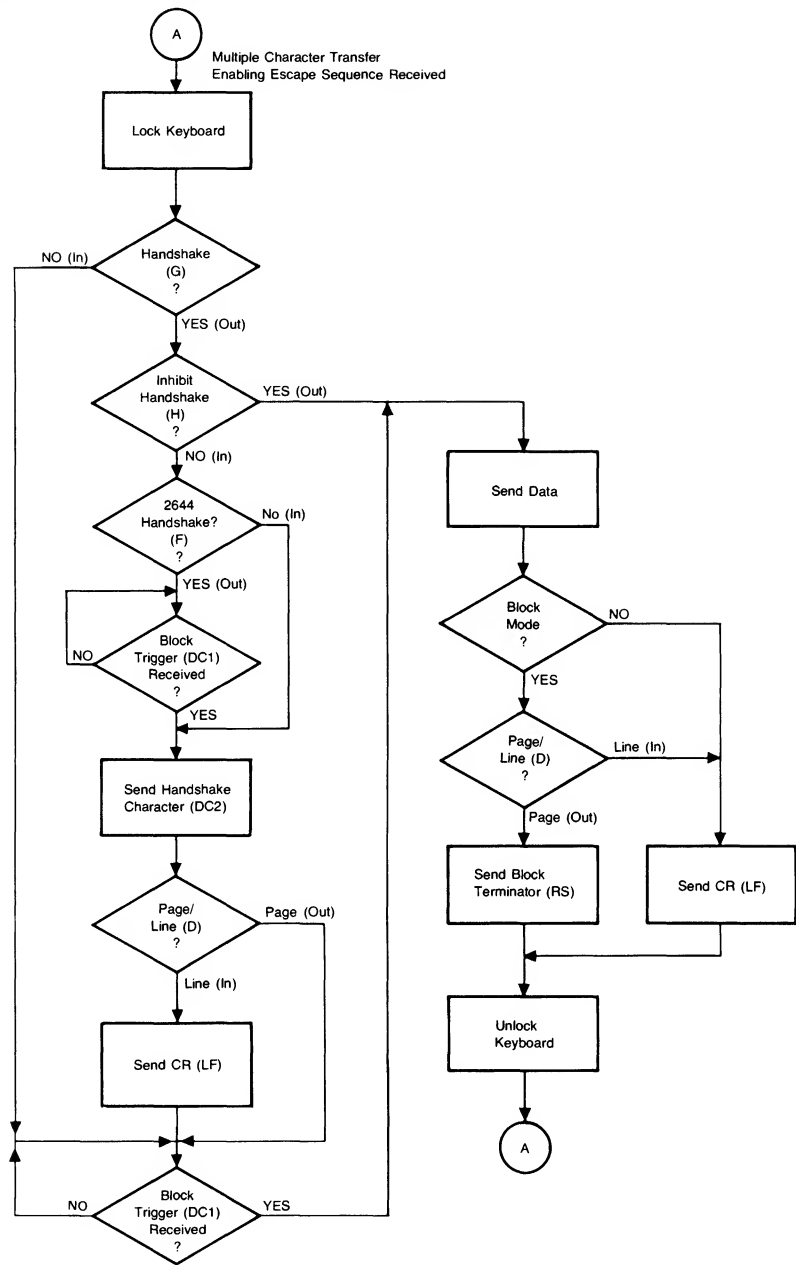 A
Multiple Character Transfer
Enabling Escape Sequence Received
Lock Keyboard
NO (In)
Handshake
(G)
?
YES (Out)
Inhibit
Handshake
(H)
?
YES (Out)
NO (In)
2644
Handshake?
(F)
?
No (In)
YES (Out)
Block
Trigger (DC1)
Received
?
NO
YES
Send Handshake
Character (DC2)
Page/
Line (D)
?
Page (Out)
Line (In)
Send CR (LF)
Block
Trigger (DC1)
Received
?
NO
YES
Send Data
Block
Mode
?
NO
YES
Page/
Line (D)
?
Line (In)
Page (Out)
Send Block
Terminator (RS)
Send CR (LF)
Unlock
Keyboard
A